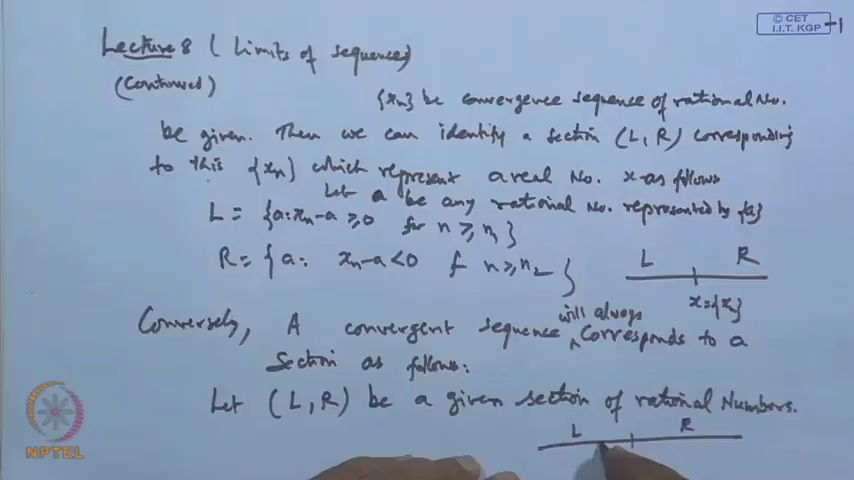 © CET
I.I.T. KGP
-1
Lecture 8 ( Limits of sequences)
(Continued)
{xn} be convergence sequence of rational No.
be given. Then we can identify a section (L, R) corresponding
to this {xn} which represent a real No. x as follows
Let a be any rational No. represented by {a}
L = {a: xn-a ≥ 0 for n ≥ n1}
R = {a: xn-a < 0 f n ≥ n2}
L R
x={xn}
Conversely, A convergent sequence will always corresponds to a
Section as follows:
Let (L, R) be a given section of rational Numbers.
L R
NPTEL